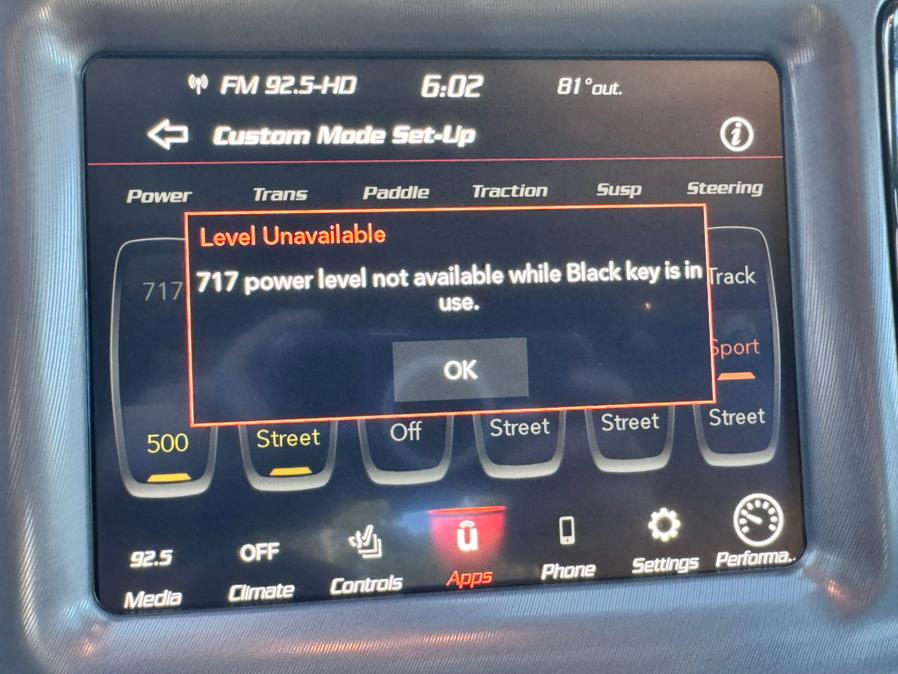 FM 92.5-HD 6:02 81°out.
Custom Mode Set-Up
Power Trans Paddle Traction Susp Steering
Level Unavailable
717 power level not available while Black key is in
use.
717 Track
Sport
OK
500 Street Off Street Street Street
92.5 OFF
Media Climate Controls Apps Phone Settings Performa..